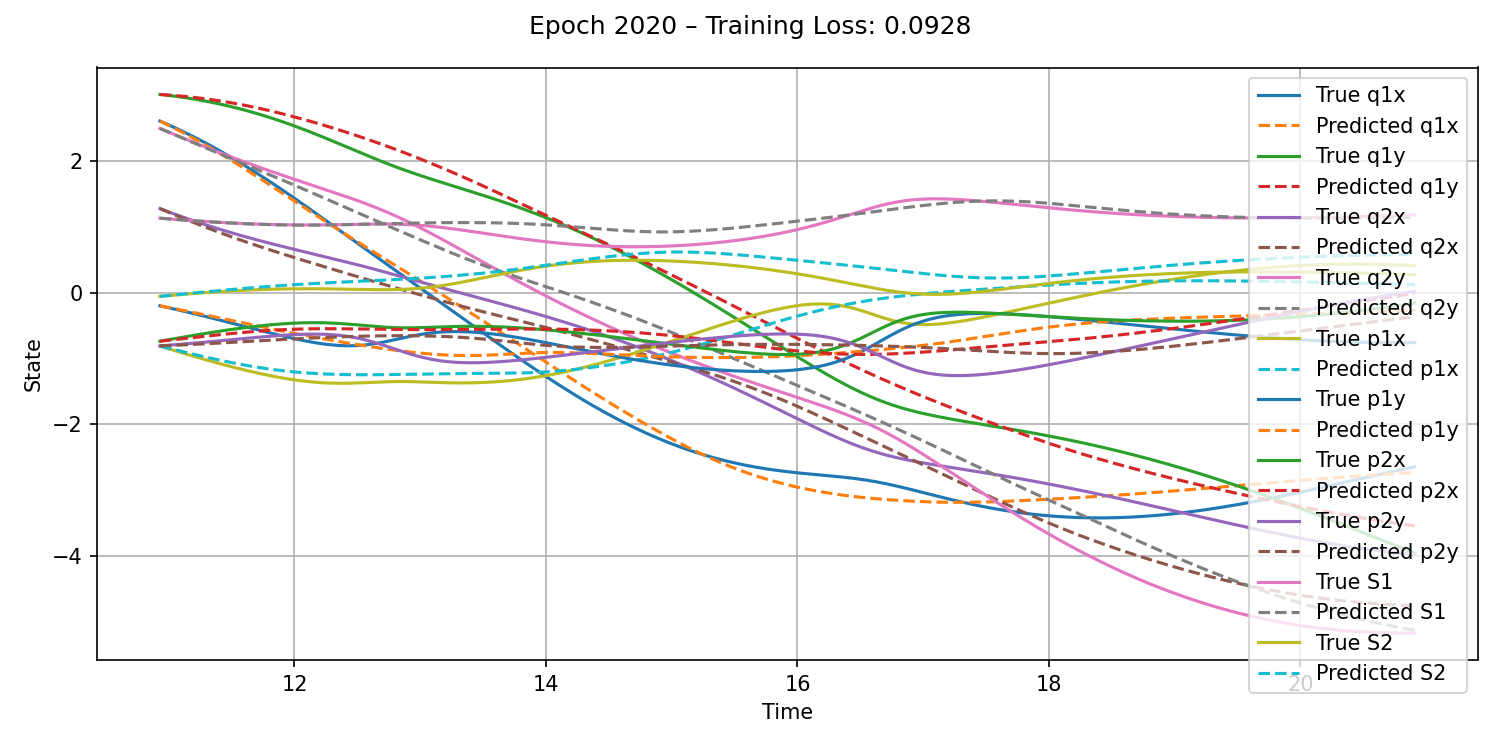 Epoch 2020 – Training Loss: 0.0928
State
2
0
−2
−4
12
14
16
18
20
Time
True q1x
Predicted q1x
True q1y
Predicted q1y
True q2x
Predicted q2x
True q2y
Predicted q2y
True p1x
Predicted p1x
True p1y
Predicted p1y
True p2x
Predicted p2x
True p2y
Predicted p2y
True S1
Predicted S1
True S2
Predicted S2